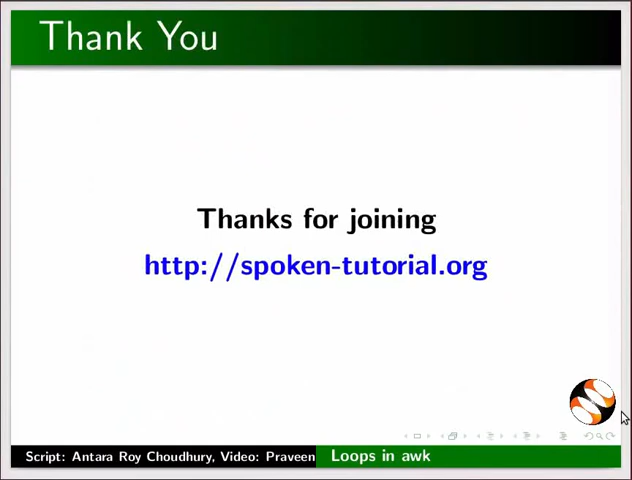 Thank You
Thanks for joining
http://spoken-tutorial.org
Script: Antara Roy Choudhury, Video: Praveen
Loops in awk